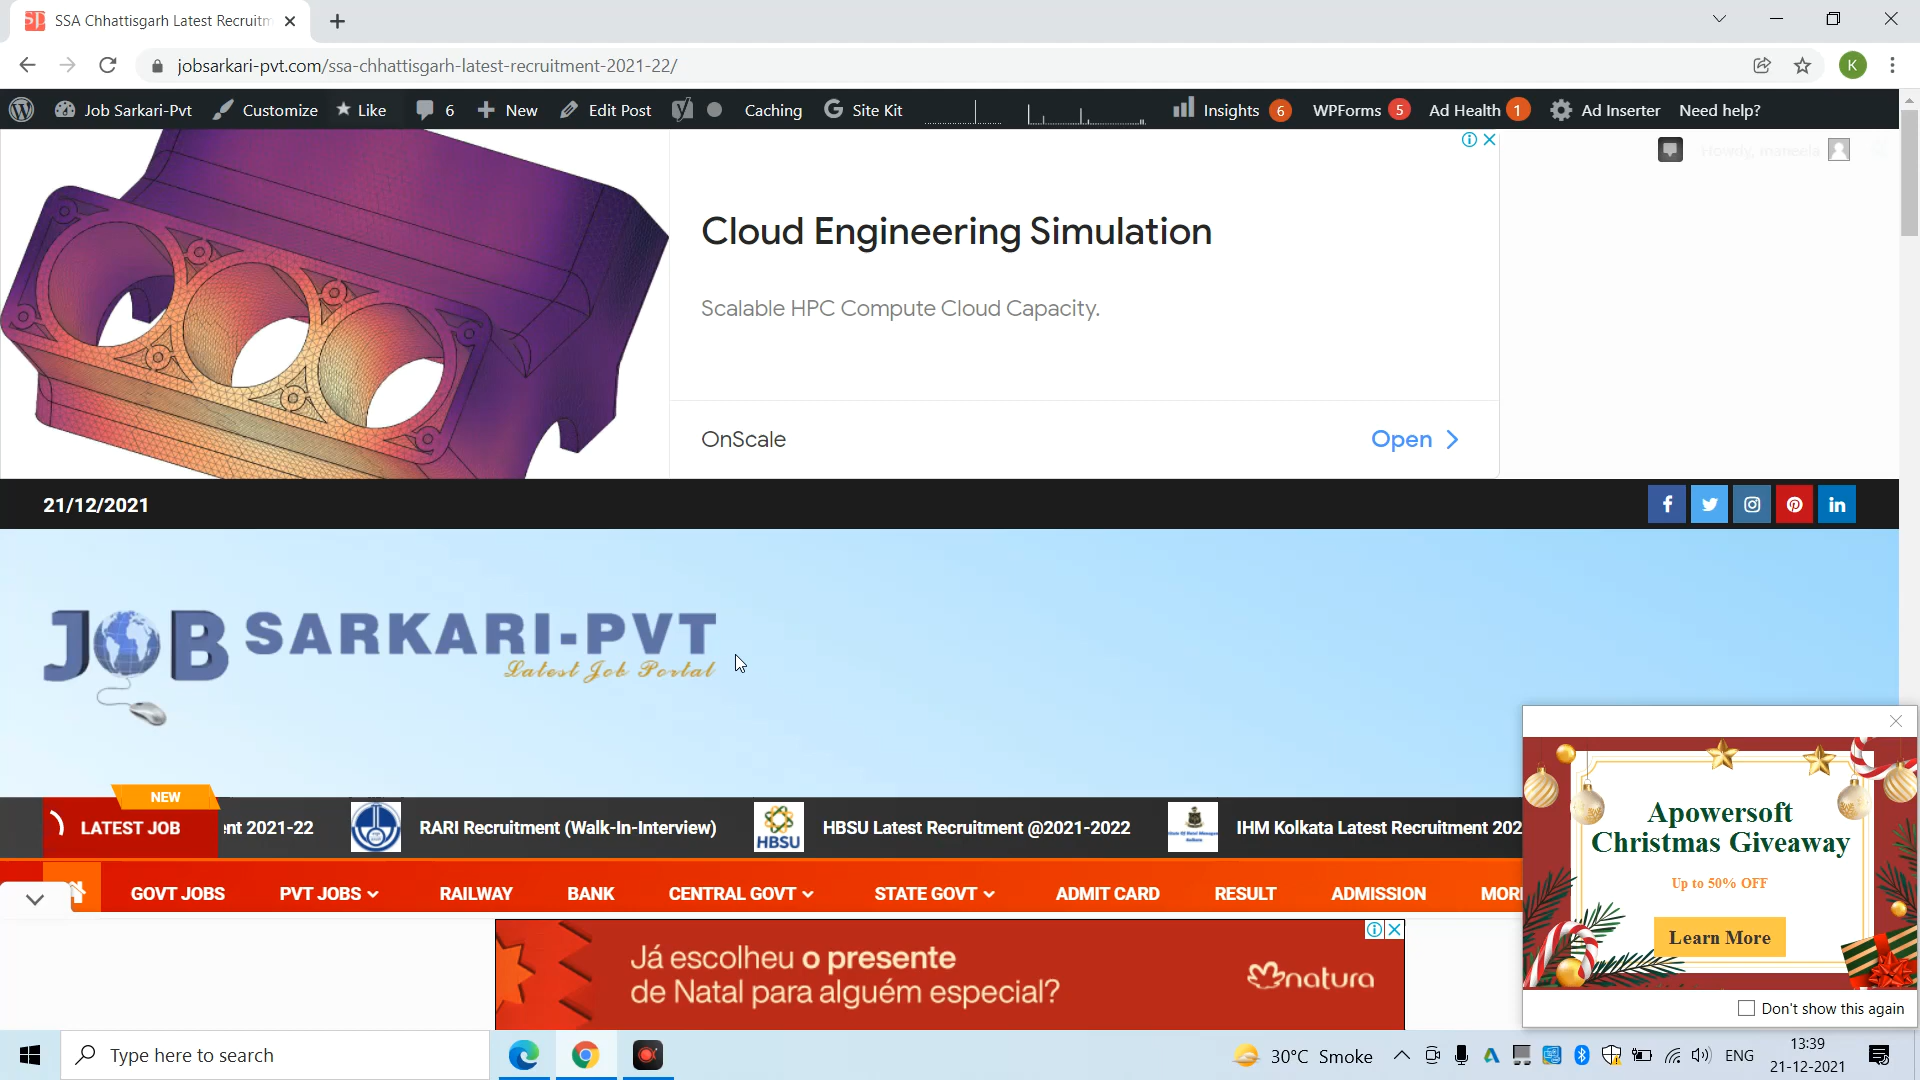 SSA Chhattisgarh Latest Recruitm
jobsarkari-pvt.com/ssa-chhattisgarh-latest-recruitment-2021-22/
K
Job Sarkari-Pvt
Customize
Like
6
New
Edit Post
Caching
Site Kit
Insights 6
WPForms 5
Ad Health 1
Ad Inserter
Need help?
Cloud Engineering Simulation
Scalable HPC Compute Cloud Capacity.
OnScale
Open
21/12/2021
JOB SARKARI-PVT
Latest Job Portal
NEW
LATEST JOB
nt 2021-22
RARI Recruitment (Walk-In-Interview)
HBSU
HBSU Latest Recruitment @2021-2022
IHM Kolkata Latest Recruitment 202
GOVT JOBS
PVT JOBS
RAILWAY
BANK
CENTRAL GOVT
STATE GOVT
ADMIT CARD
RESULT
ADMISSION
MOR
Já escolheu o presente
de Natal para alguém especial?
natura
Apowersoft
Christmas Giveaway
Up to 50% OFF
Learn More
Don't show this again
Type here to search
30°C Smoke
ENG
13:39
21-12-2021